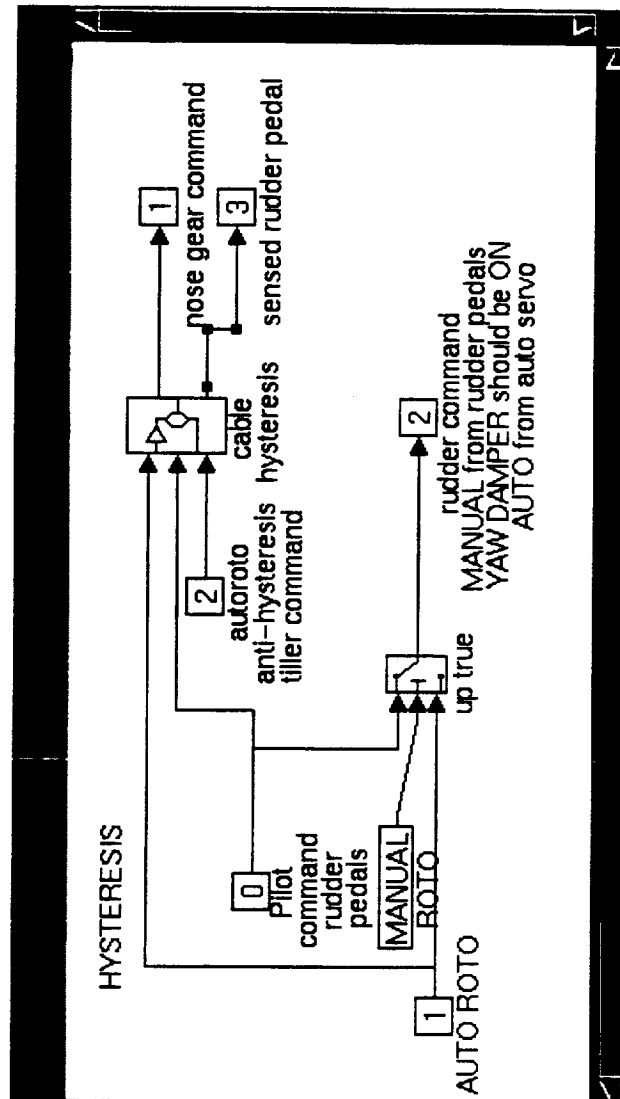 HYSTERESIS
1
AUTO ROTO
0
Pilot
command
rudder
pedals
MANUAL
ROTO
2
autoroto
anti-hysteresis
tiller command
cable
hysteresis
up true
1
nose gear command
3
sensed rudder pedal
2
rudder command
MANUAL from rudder pedals
YAW DAMPER should be ON
AUTO from auto servo